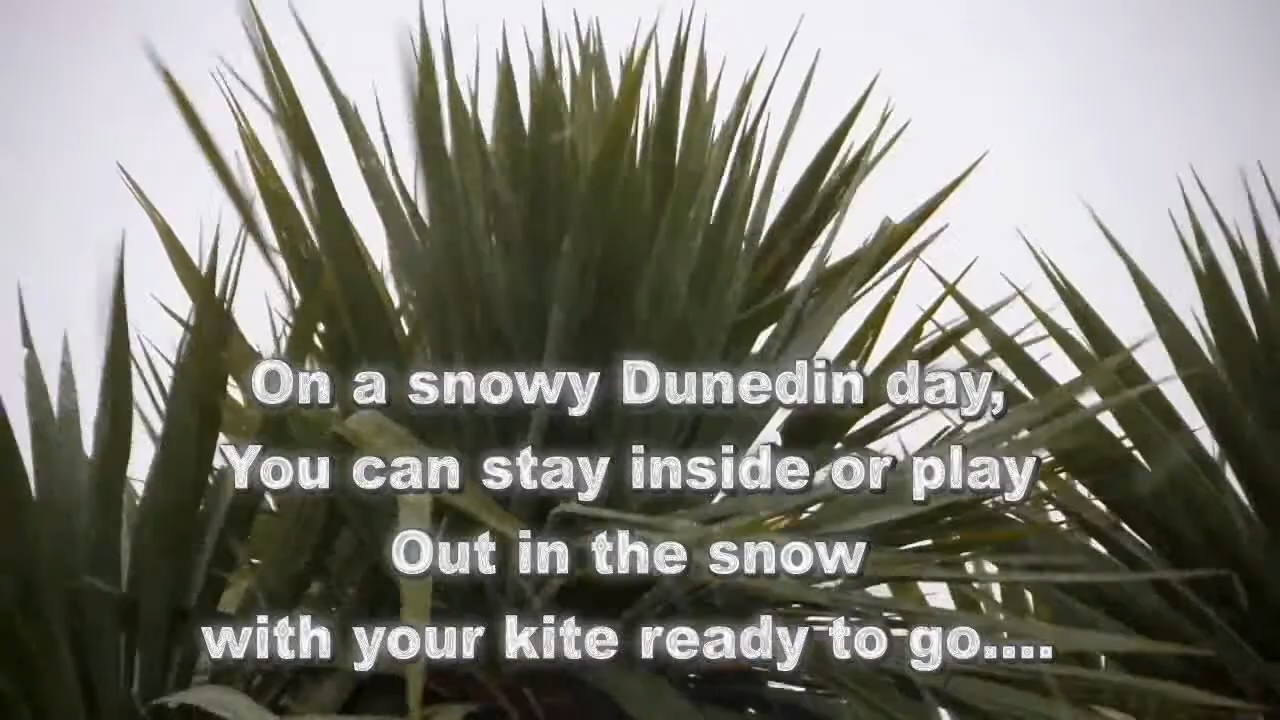 On a snowy Dunedin day,
You can stay inside or play
Out in the snow
with your kite ready to go....